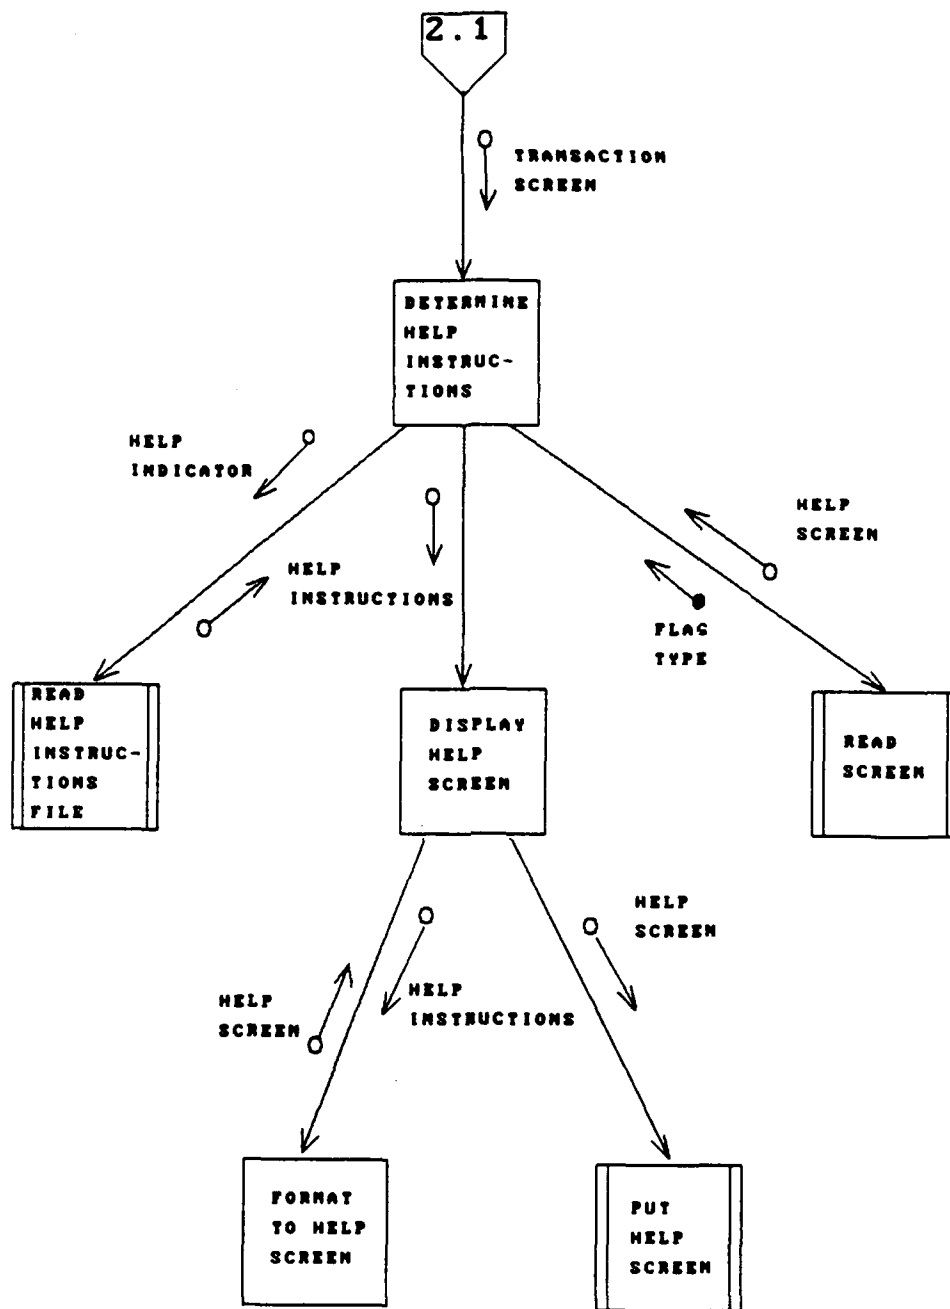 2.1
TRANSACTION
SCREEN
DETERMINE
HELP
INSTRUC-
TIONS
HELP
INDICATOR
HELP
INSTRUCTIONS
HELP
SCREEN
FLAG
TYPE
READ
HELP
INSTRUC-
TIONS
FILE
DISPLAY
HELP
SCREEN
READ
SCREEN
HELP
SCREEN
HELP
INSTRUCTIONS
HELP
SCREEN
FORMAT
TO HELP
SCREEN
PUT
HELP
SCREEN